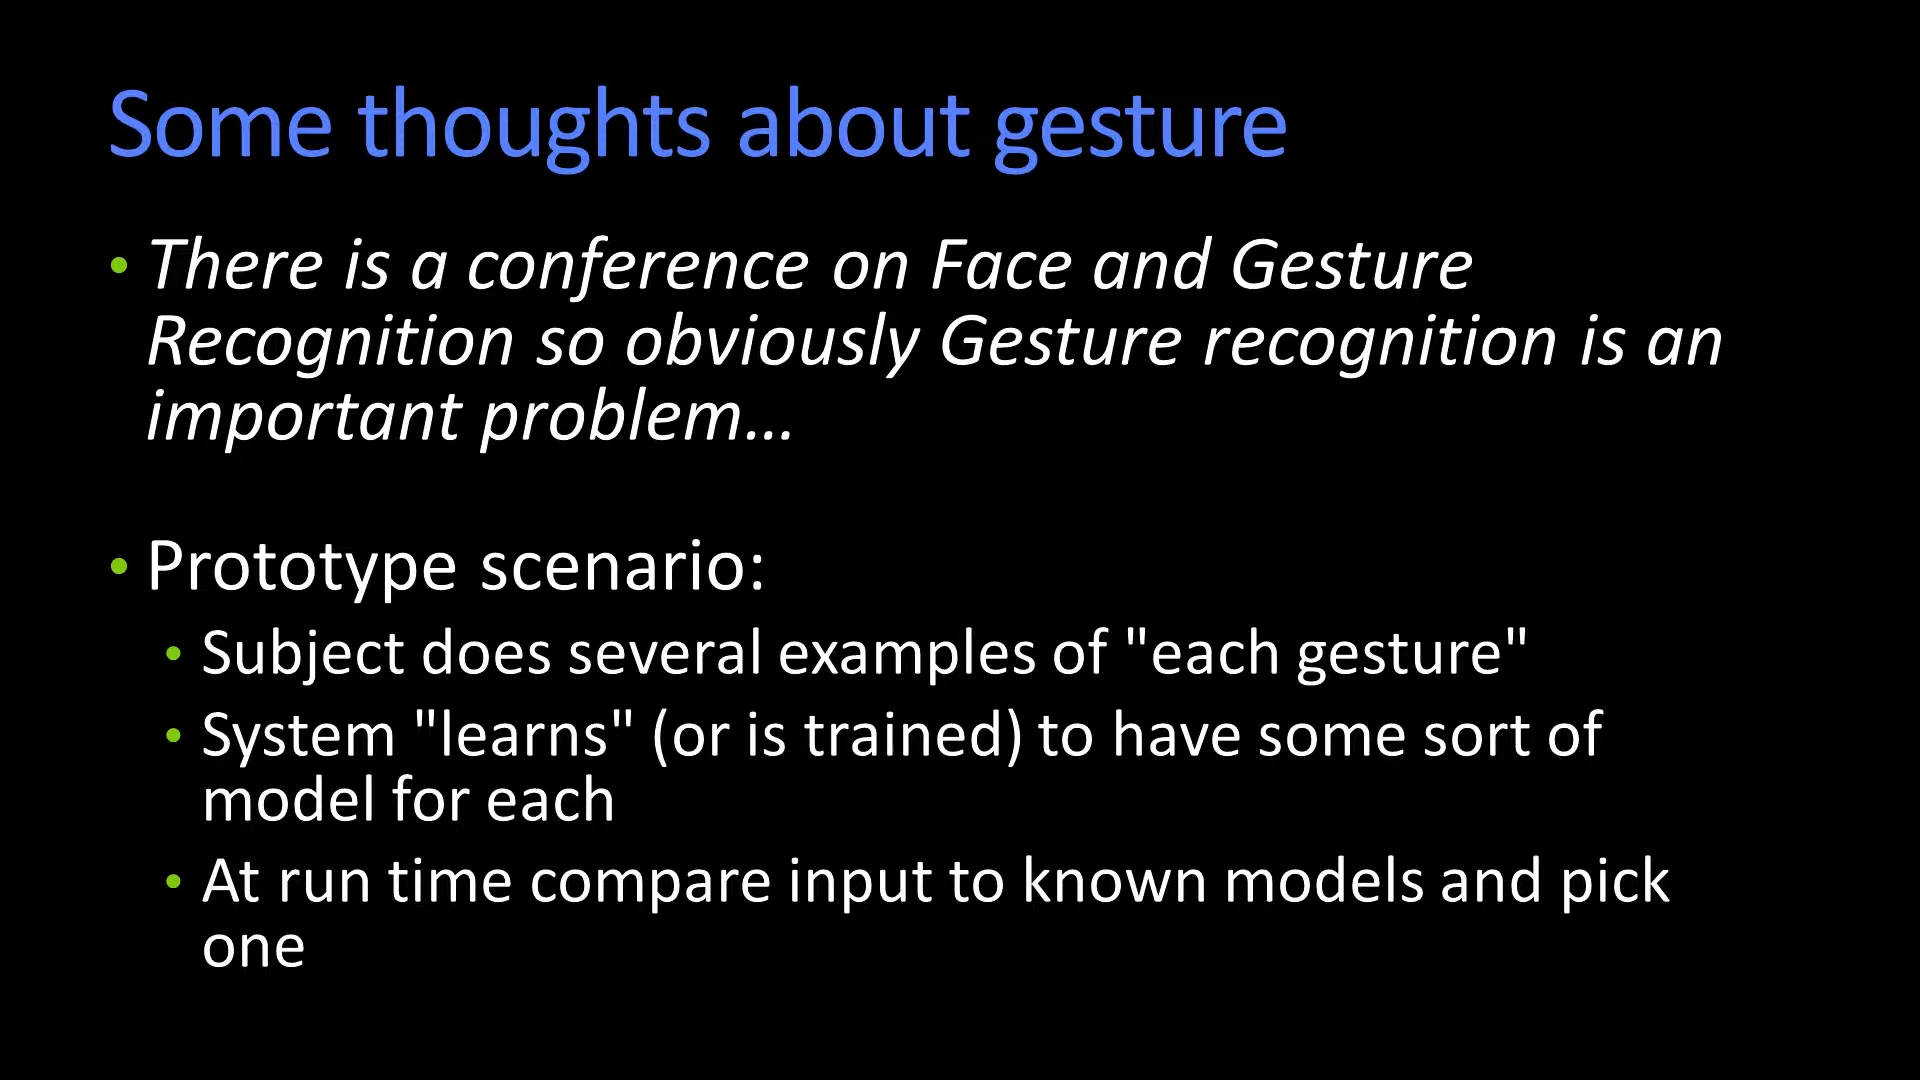 Some thoughts about gesture
• There is a conference on Face and Gesture
Recognition so obviously Gesture recognition is an
important problem…
• Prototype scenario:
• Subject does several examples of "each gesture"
• System "learns" (or is trained) to have some sort of
model for each
• At run time compare input to known models and pick
one